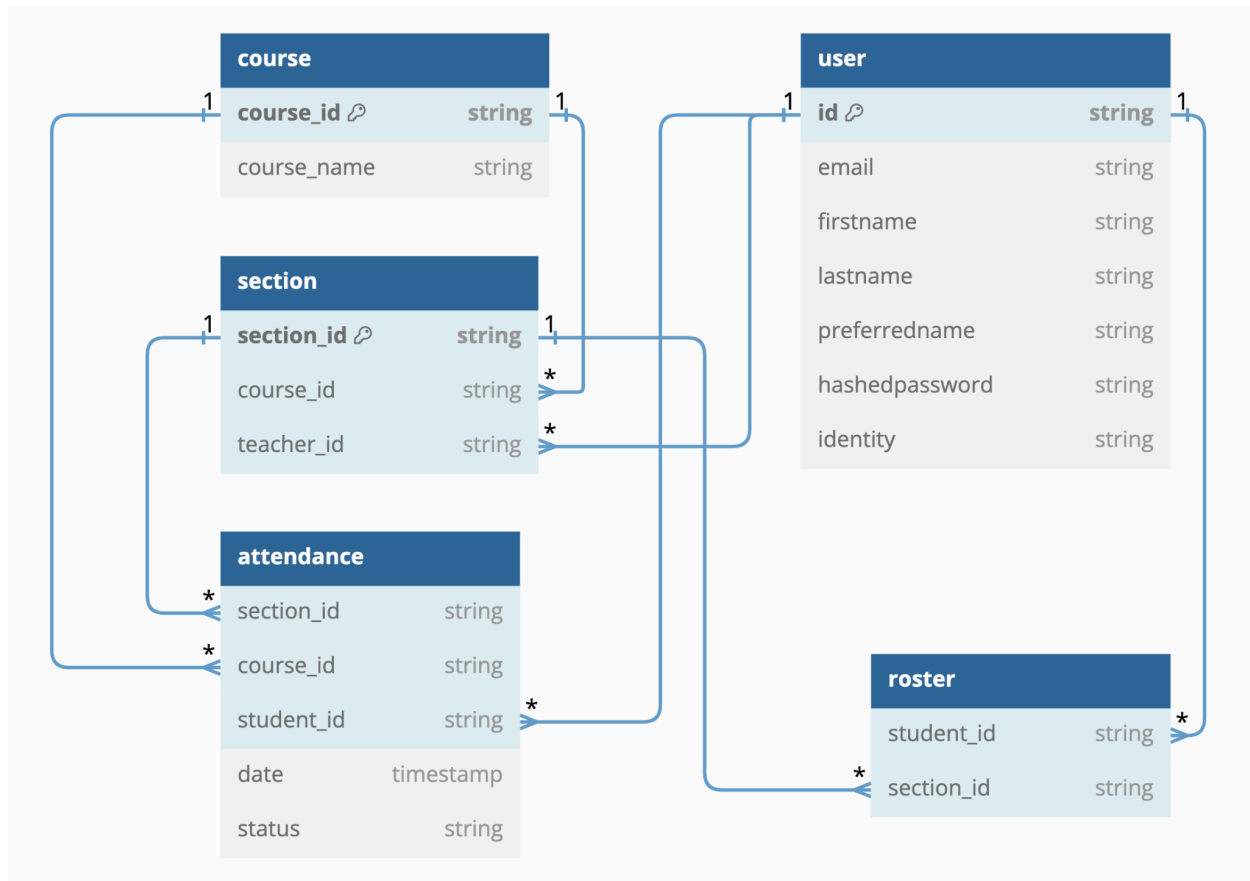 course
1
course_id string
1
course_name string
user
1
id string
1
email string
firstname string
lastname string
preferredname string
hashedpassword string
identity string
section
1
section_id string
1
course_id string
*
teacher_id string
*
attendance
*
section_id string
*
course_id string
student_id string
*
date timestamp
status string
roster
student_id string
*
*
section_id string